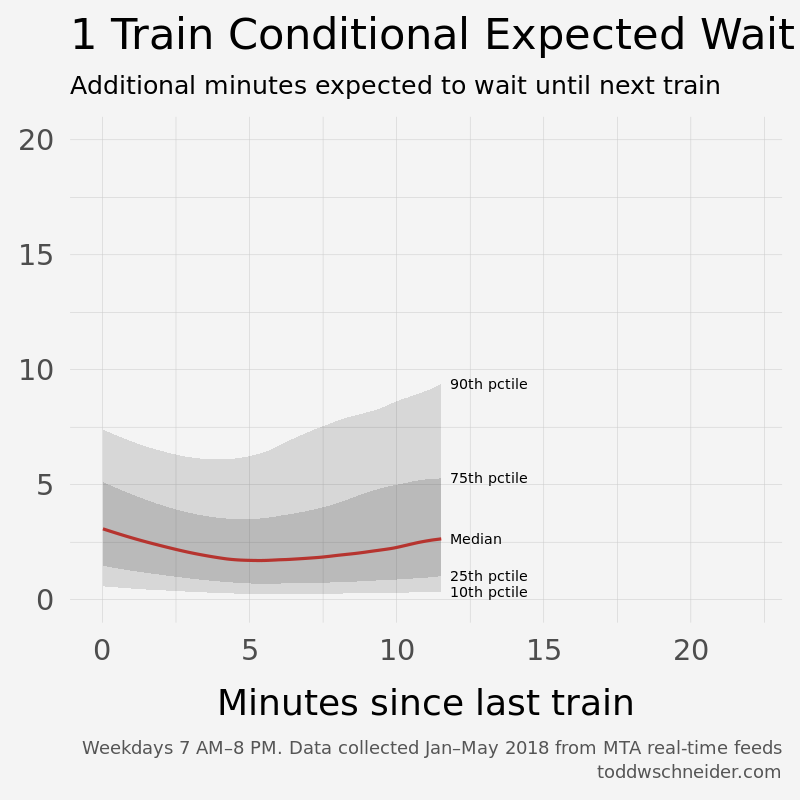 1 Train Conditional Expected Wait
Additional minutes expected to wait until next train
20
15
10
5
0
90th pctile
75th pctile
Median
25th pctile
10th pctile
0 5 10 15 20
Minutes since last train
Weekdays 7 AM–8 PM. Data collected Jan–May 2018 from MTA real-time feeds
toddwschneider.com